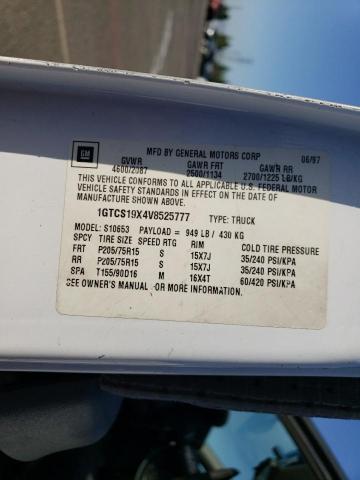 MFD BY GENERAL MOTORS CORP 06/97
GM GVWR GAWR FRT GAWR RR
4600/2087 2500/1134 2700/1225 LB/KG
THIS VEHICLE CONFORMS TO ALL APPLICABLE U.S. FEDERAL MOTOR
VEHICLE SAFETY STANDARDS IN EFFECT ON THE DATE OF
MANUFACTURE SHOWN ABOVE.
1GTCS19X4V8525777 TYPE: TRUCK
MODEL: S10653 PAYLOAD = 949 LB / 430 KG
SPCY TIRE SIZE SPEED RTG RIM COLD TIRE PRESSURE
FRT P205/75R15 S 15X7J 35/240 PSI/KPA
RR P205/75R15 S 15X7J 35/240 PSI/KPA
SPA T155/90D16 M 16X4T 60/420 PSI/KPA
SEE OWNER'S MANUAL FOR MORE INFORMATION.